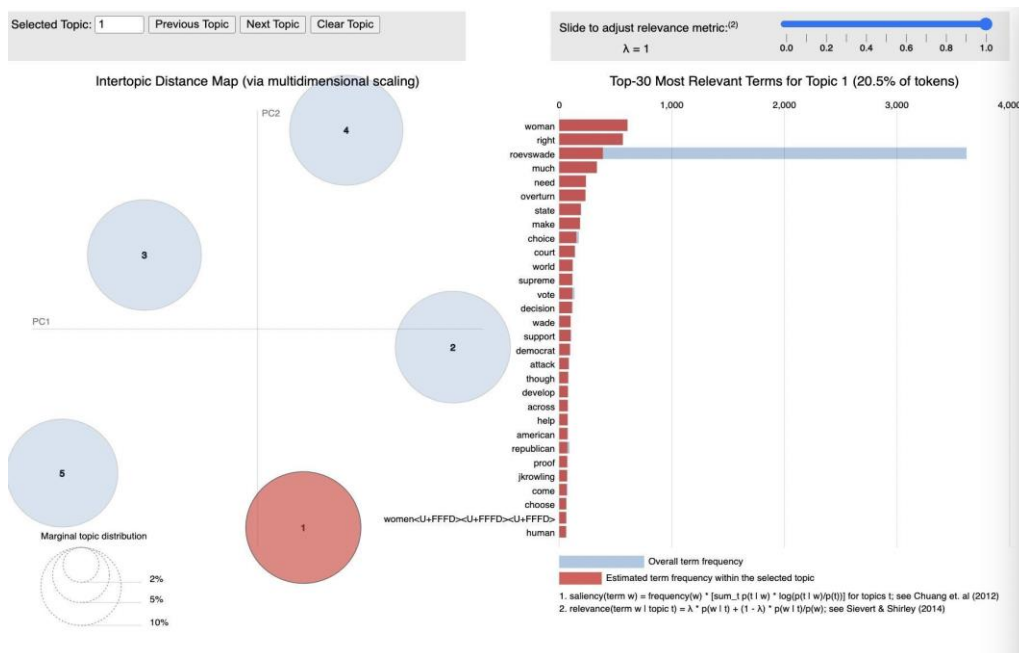 Selected Topic: 1 Previous Topic Next Topic Clear Topic
Slide to adjust relevance metric:(2)
λ = 1
0.0 0.2 0.4 0.6 0.8 1.0
Intertopic Distance Map (via multidimensional scaling)
PC2
PC1
4
3
2
5
1
Marginal topic distribution
2%
5%
10%
Top-30 Most Relevant Terms for Topic 1 (20.5% of tokens)
0 1,000 2,000 3,000 4,000
woman
right
roevswade
much
need
overturn
state
make
choice
court
world
supreme
vote
decision
wade
support
democrat
attack
though
develop
across
help
american
republican
proof
jkrowling
come
choose
women<U+FFFD><U+FFFD><U+FFFD>
human
Overall term frequency
Estimated term frequency within the selected topic
1. saliency(term w) = frequency(w) * [sum_t p(t | w) * log(p(t | w)/p(t))] for topics t; see Chuang et. al (2012)
2. relevance(term w | topic t) = λ * p(w | t) + (1 - λ) * p(w | t)/p(w); see Sievert & Shirley (2014)